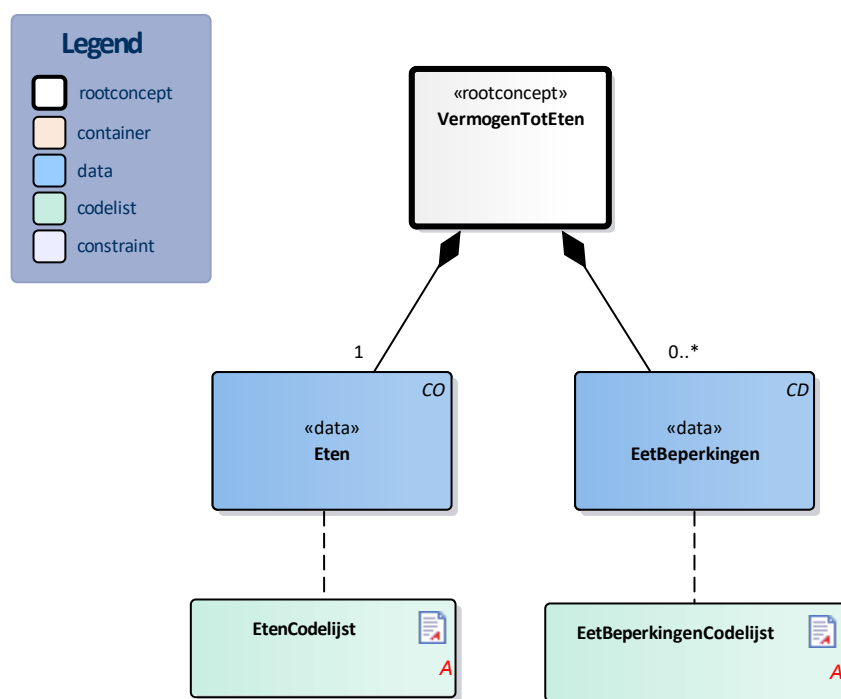 Legend
rootconcept
container
data
codelist
constraint
«rootconcept»
VermogenTotEten
1
0..*
CO
«data»
Eten
CD
«data»
EetBeperkingen
EtenCodelijst
A
EetBeperkingenCodelijst
A